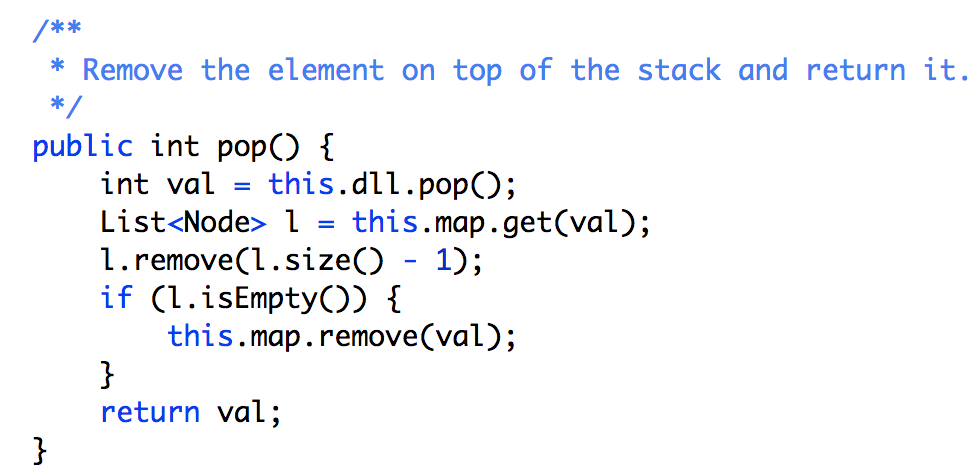 /**
 * Remove the element on top of the stack and return it.
 */
public int pop() {
    int val = this.dll.pop();
    List<Node> l = this.map.get(val);
    l.remove(l.size() - 1);
    if (l.isEmpty()) {
        this.map.remove(val);
    }
    return val;
}